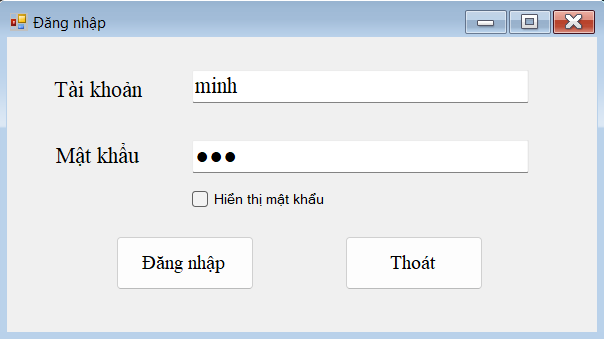 Đăng nhập
Tài khoản minh
Mật khẩu ●●●
Hiển thị mật khẩu
Đăng nhập Thoát